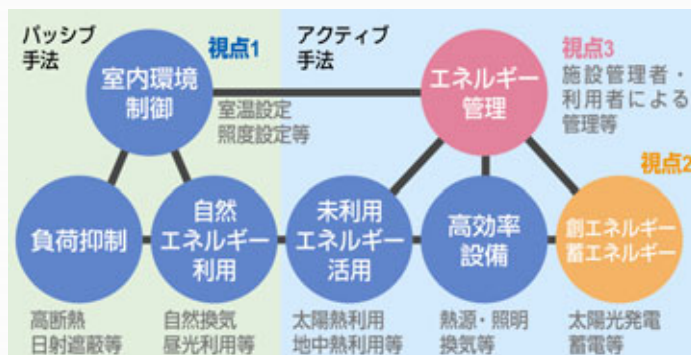 パッシブ
手法
視点1
室内環境
制御
室温設定
照度設定等
アクティブ
手法
エネルギー
管理
視点3
施設管理者・
利用者による
管理等
視点2
負荷抑制
高断熱
日射遮蔽等
自然
エネルギー
利用
自然換気
昼光利用等
未利用
エネルギー
活用
太陽熱利用
地中熱利用等
高効率
設備
熱源・照明
換気等
創エネルギー
蓄エネルギー
太陽光発電
蓄電等